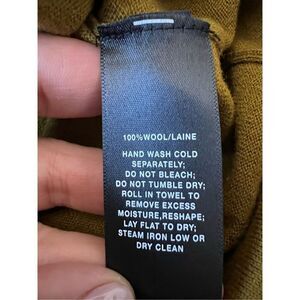 100%WOOL/LAINE
HAND WASH COLD
SEPARATELY;
DO NOT BLEACH;
DO NOT TUMBLE DRY;
ROLL IN TOWEL TO
REMOVE EXCESS
MOISTURE,RESHAPE;
LAY FLAT TO DRY;
STEAM IRON LOW OR
DRY CLEAN